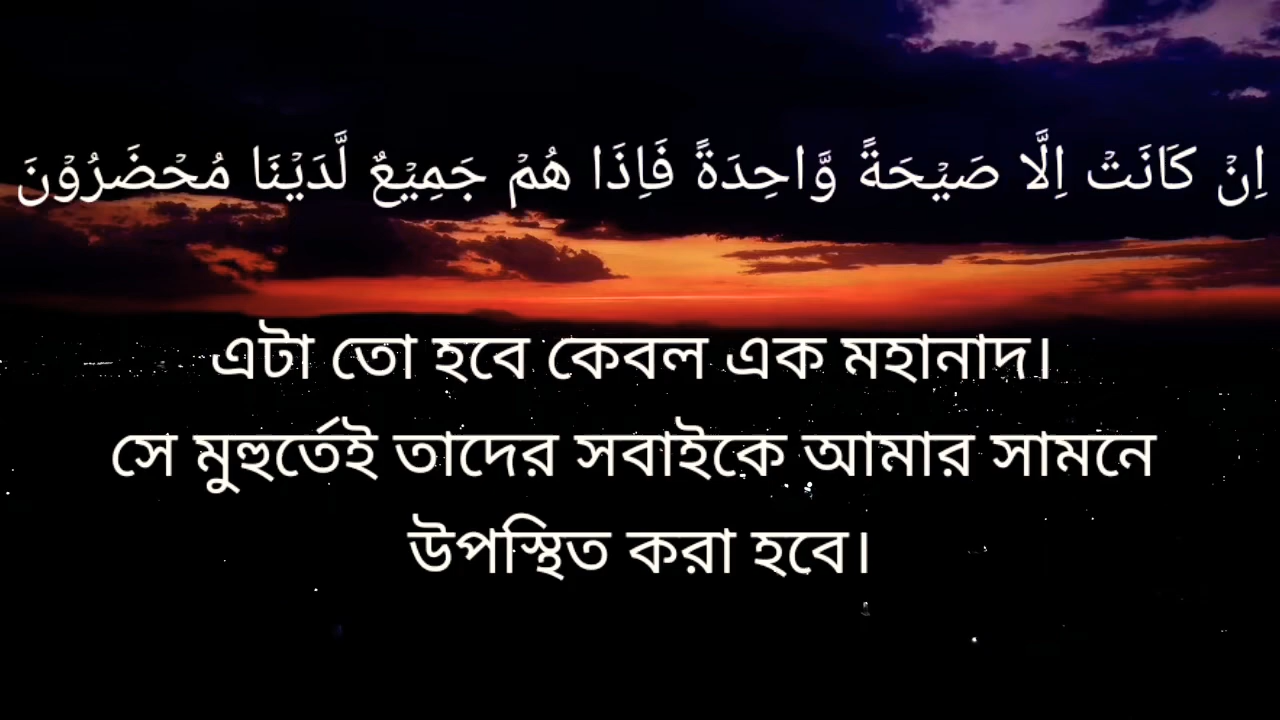 اِنۡ كَانَتۡ اِلَّا صَيۡحَةً وَّاحِدَةً فَاِذَا هُمۡ جَمِيۡعٌ لَّدَيۡنَا مُحۡضَرُوۡنَ
এটা তো হবে কেবল এক মহানাদ।
সে মুহুর্তেই তাদের সবাইকে আমার সামনে
উপস্থিত করা হবে।